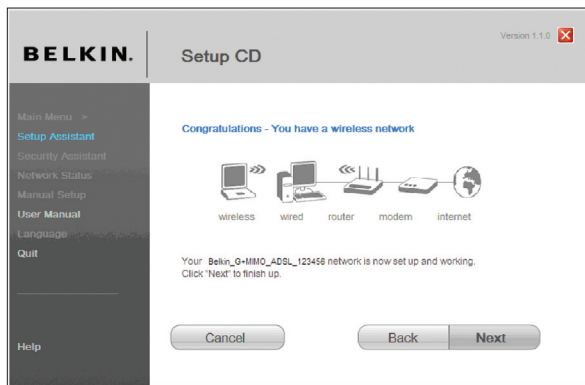 BELKIN.
Setup CD
Version 1.1.0
Main Menu >
Setup Assistant
Security Assistant
Network Status
Manual Setup
User Manual
Language
Quit
Help
Congratulations - You have a wireless network
wireless wired router modem internet
Your Belkin_G+MIMO_ADSL_123456 network is now set up and working.
Click "Next" to finish up.
Cancel
Back
Next